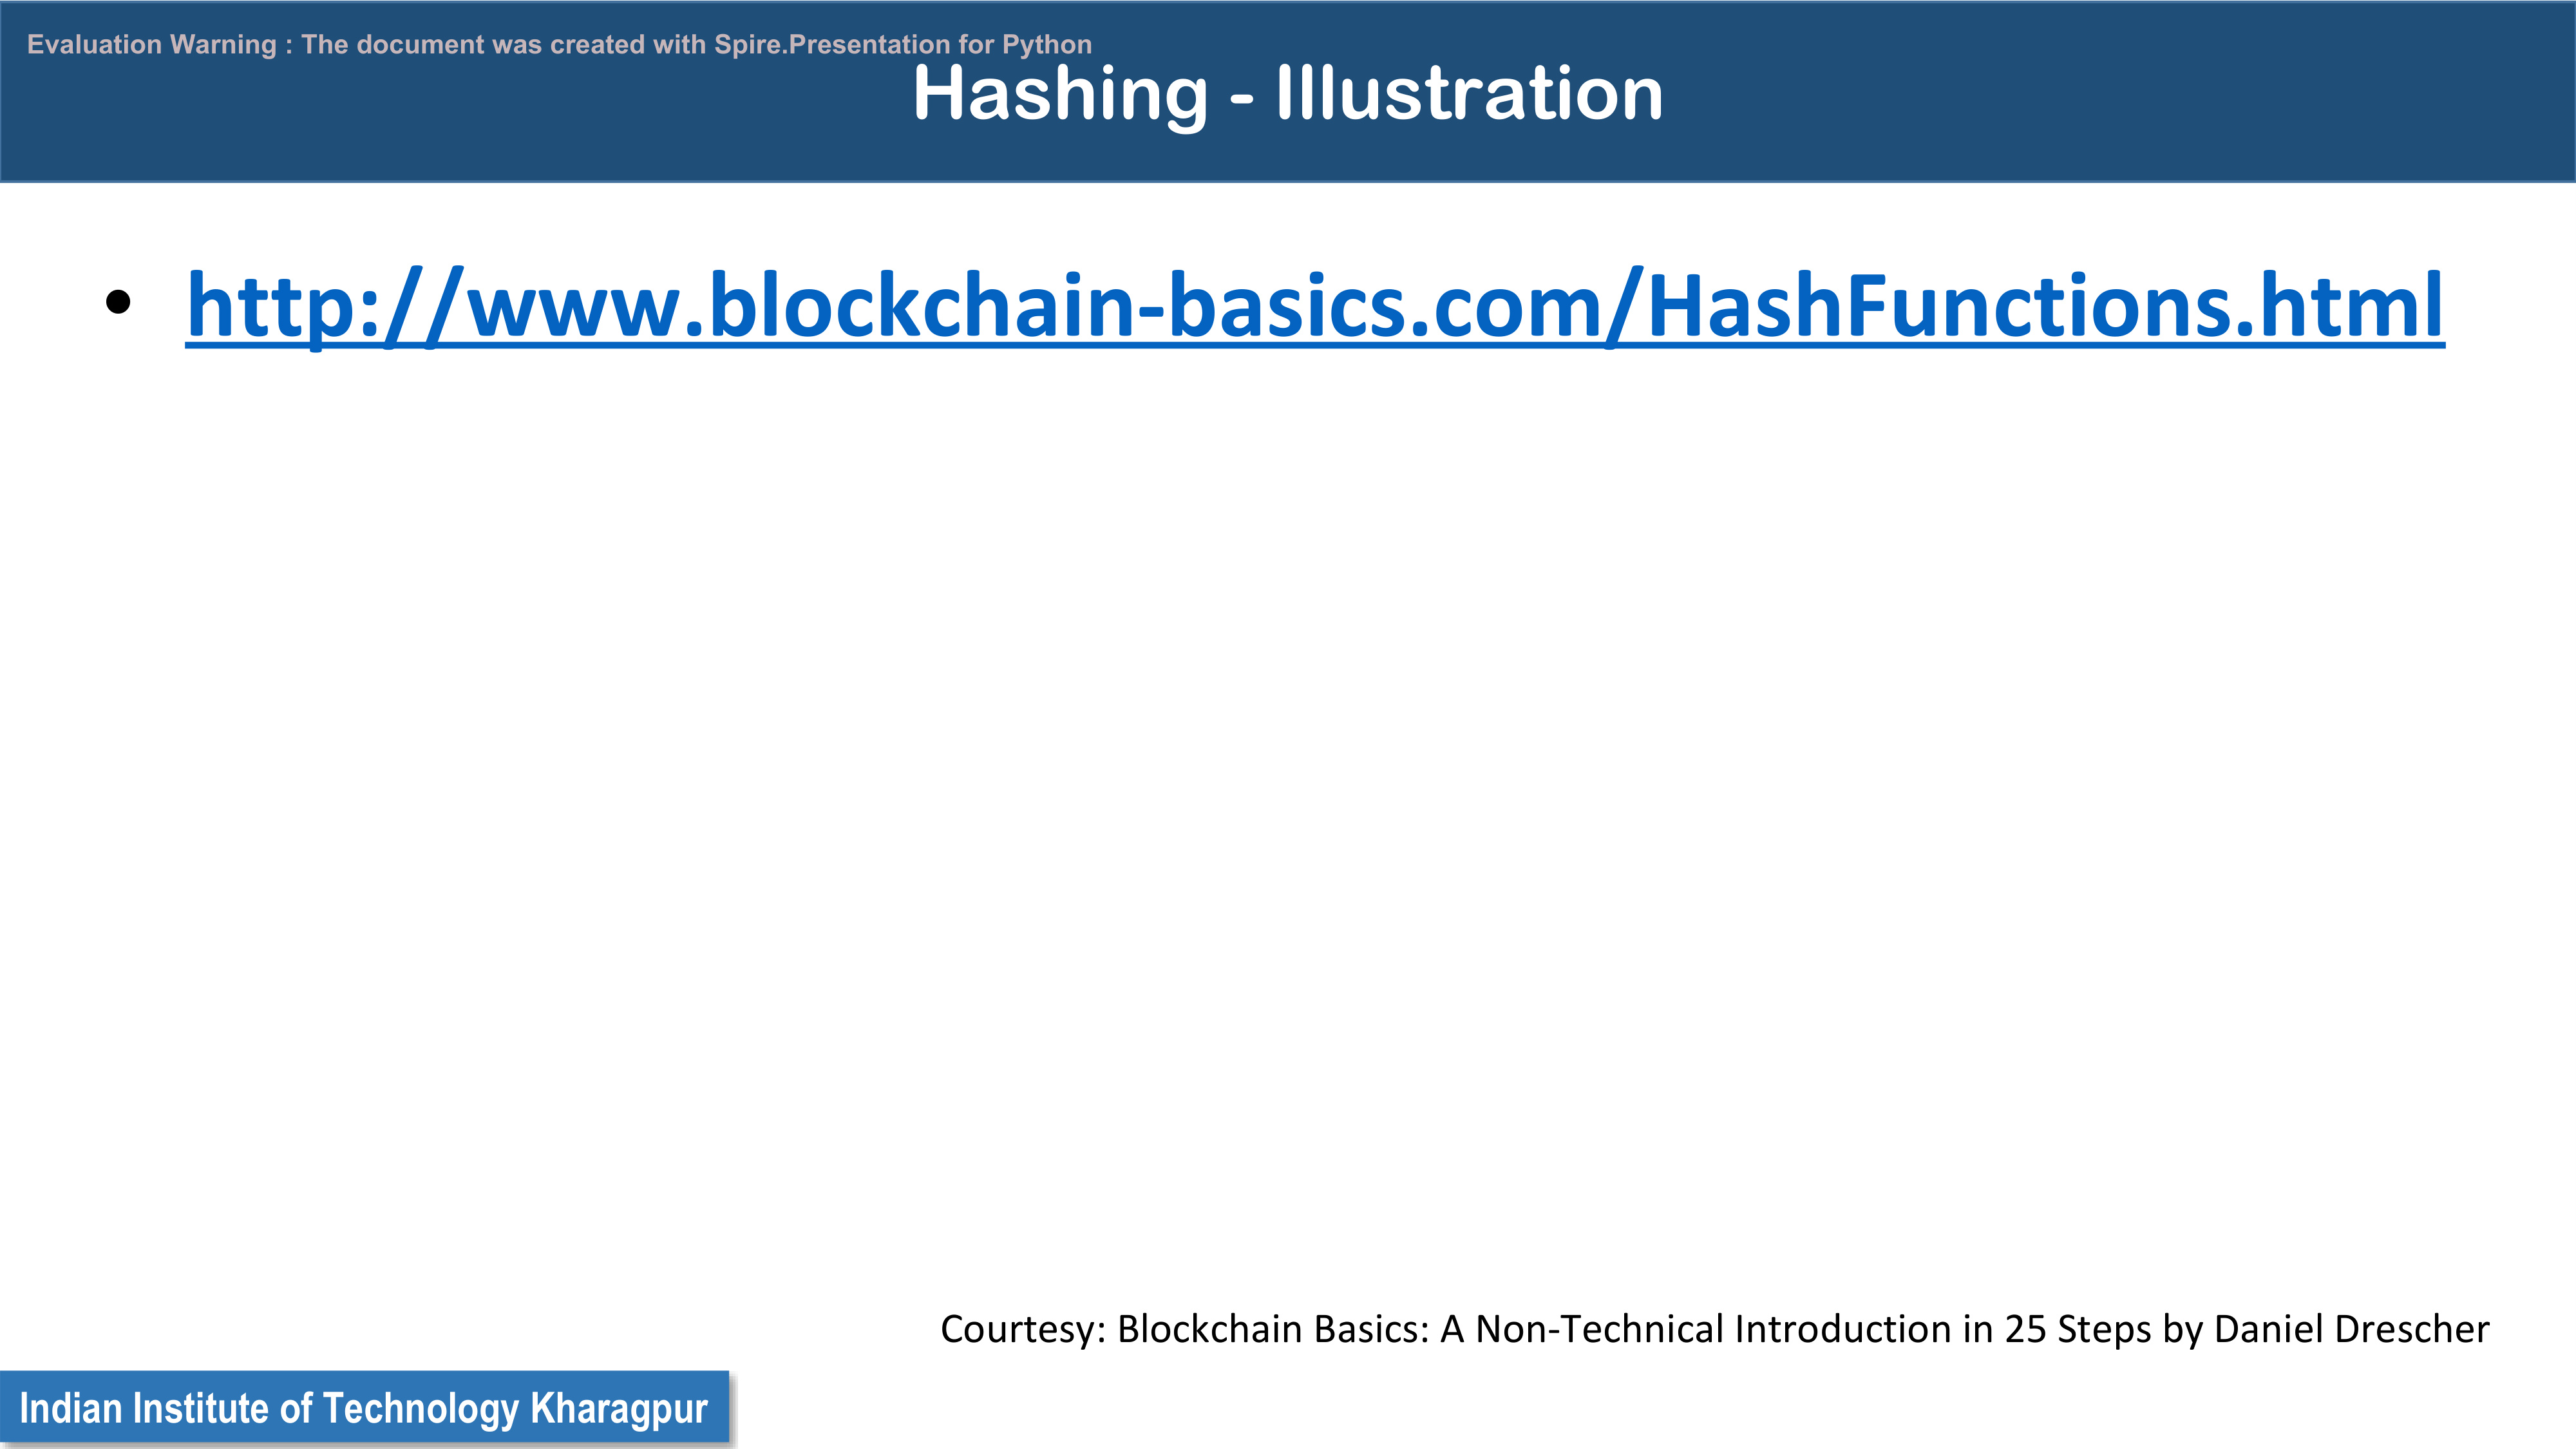 Evaluation Warning : The document was created with Spire.Presentation for Python
Hashing - Illustration
• http://www.blockchain-basics.com/HashFunctions.html
Courtesy: Blockchain Basics: A Non-Technical Introduction in 25 Steps by Daniel Drescher
Indian Institute of Technology Kharagpur